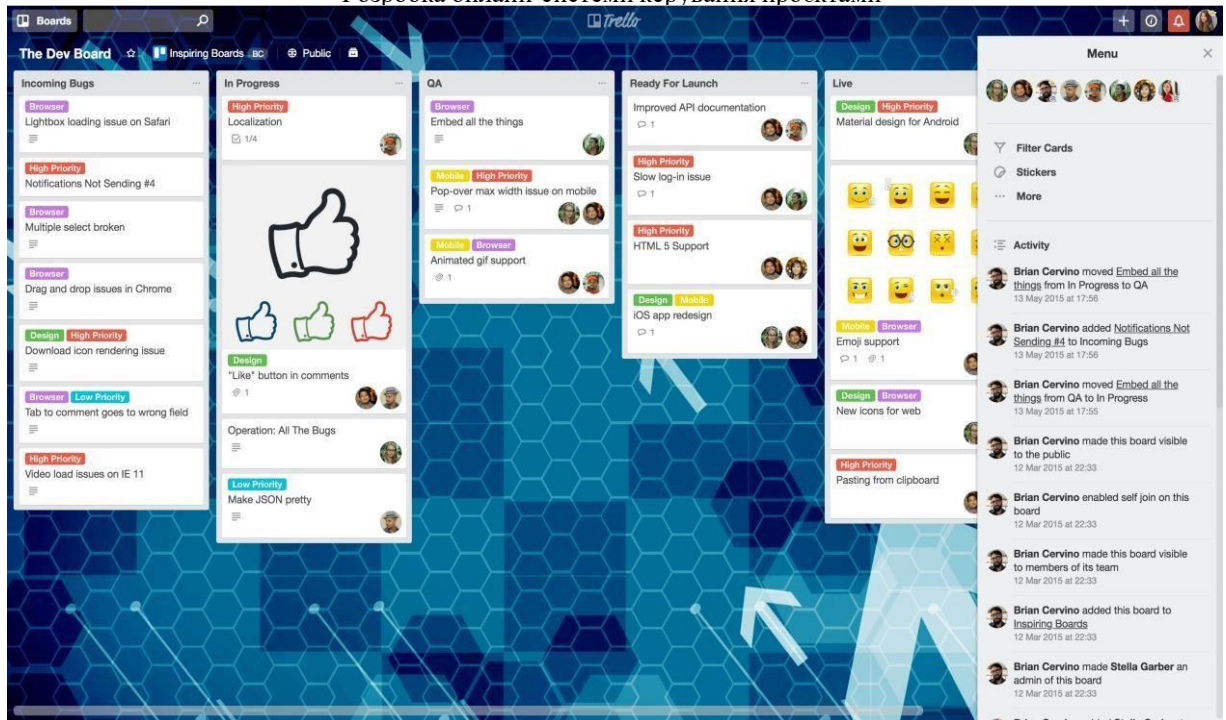 Boards
Trello
The Dev Board
Inspiring Boards BC
Public
Incoming Bugs
Browser
Lightbox loading issue on Safari
High Priority
Notifications Not Sending #4
Browser
Multiple select broken
Browser
Drag and drop issues in Chrome
Design High Priority
Download icon rendering issue
Browser Low Priority
Tab to comment goes to wrong field
High Priority
Video load issues on IE 11
In Progress
High Priority
Localization
1/4
Design
"Like" button in comments
1
Operation: All The Bugs
Low Priority
Make JSON pretty
QA
Browser
Embed all the things
Mobile High Priority
Pop-over max width issue on mobile
1
Mobile Browser
Animated gif support
1
Ready For Launch
Improved API documentation
1
High Priority
Slow log-in issue
1
High Priority
HTML 5 Support
Design Mobile
iOS app redesign
1
Live
Design High Priority
Material design for Android
Mobile Browser
Emoji support
1 1
Design Browser
New icons for web
High Priority
Pasting from clipboard
Menu
Filter Cards
Stickers
More
Activity
Brian Cervino moved Embed all the
things from In Progress to QA
13 May 2015 at 17:56
Brian Cervino added Notifications Not
Sending #4 to Incoming Bugs
13 May 2015 at 17:56
Brian Cervino moved Embed all the
things from QA to In Progress
13 May 2015 at 17:55
Brian Cervino made this board visible
to the public
12 Mar 2015 at 22:33
Brian Cervino enabled self join on this
board
12 Mar 2015 at 22:33
Brian Cervino made this board visible
to members of its team
12 Mar 2015 at 22:33
Brian Cervino added this board to
Inspiring Boards
12 Mar 2015 at 22:33
Brian Cervino made Stella Garber an
admin of this board
12 Mar 2015 at 22:33